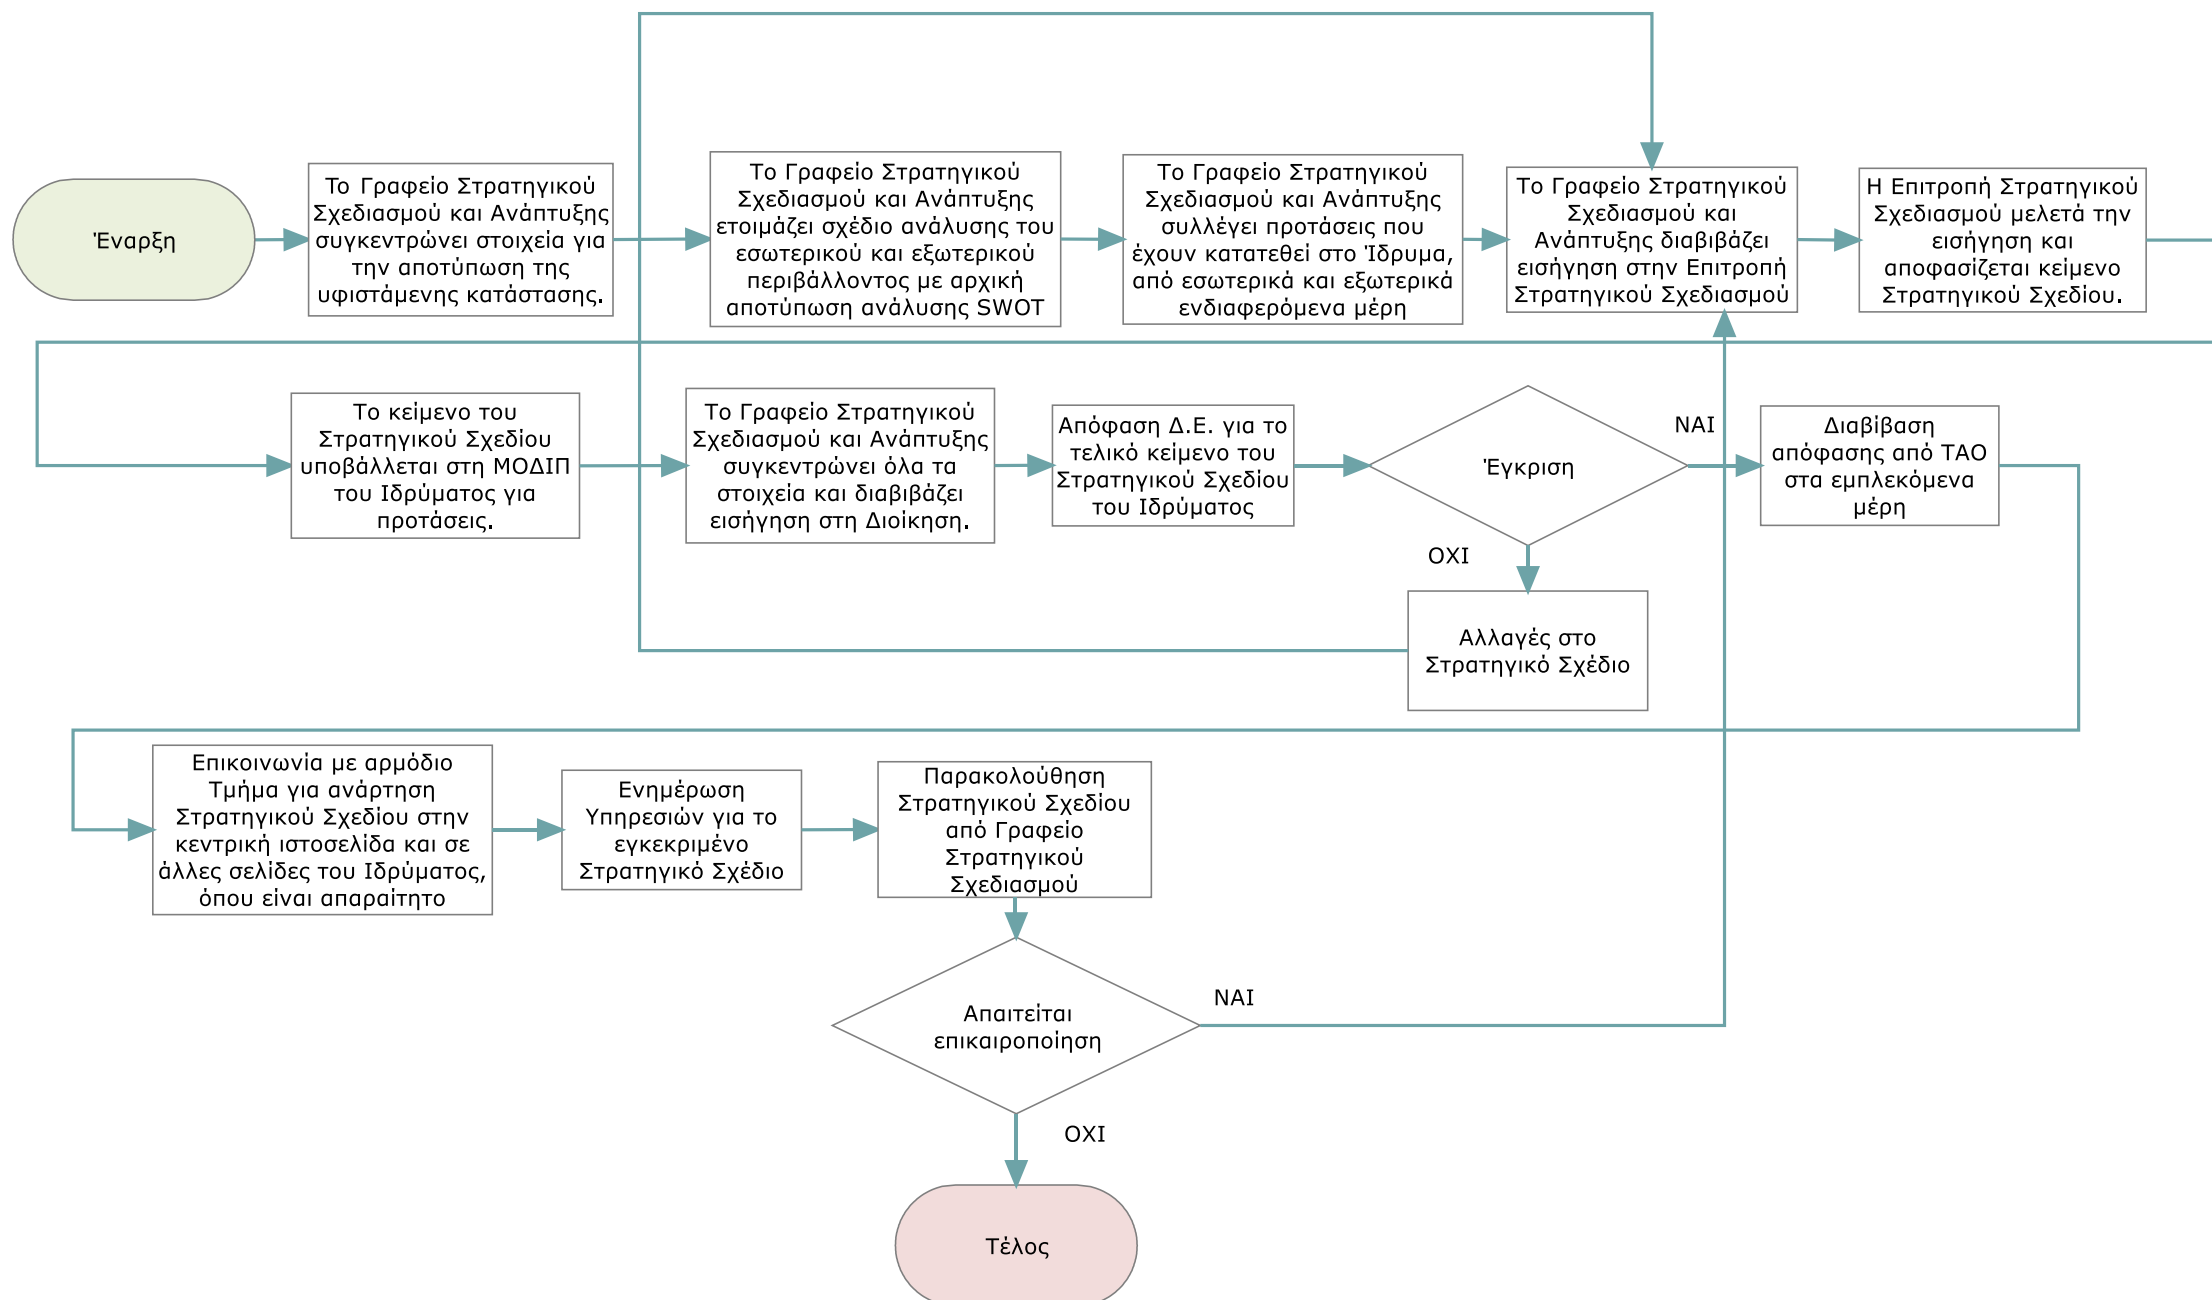 Έναρξη
Το Γραφείο Στρατηγικού
Σχεδιασμού και Ανάπτυξης
συγκεντρώνει στοιχεία για
την αποτύπωση της
υφιστάμενης κατάστασης.
Το Γραφείο Στρατηγικού
Σχεδιασμού και Ανάπτυξης
ετοιμάζει σχέδιο ανάλυσης του
εσωτερικού και εξωτερικού
περιβάλλοντος με αρχική
αποτύπωση ανάλυσης SWOT
Το Γραφείο Στρατηγικού
Σχεδιασμού και Ανάπτυξης
συλλέγει προτάσεις που
έχουν κατατεθεί στο Ίδρυμα,
από εσωτερικά και εξωτερικά
ενδιαφερόμενα μέρη
Το Γραφείο Στρατηγικού
Σχεδιασμού και
Ανάπτυξης διαβιβάζει
εισήγηση στην Επιτροπή
Στρατηγικού Σχεδιασμού
Η Επιτροπή Στρατηγικού
Σχεδιασμού μελετά την
εισήγηση και
αποφασίζεται κείμενο
Στρατηγικού Σχεδίου.
Το κείμενο του
Στρατηγικού Σχεδίου
υποβάλλεται στη ΜΟΔΙΠ
του Ιδρύματος για
προτάσεις.
Το Γραφείο Στρατηγικού
Σχεδιασμού και Ανάπτυξης
συγκεντρώνει όλα τα
στοιχεία και διαβιβάζει
εισήγηση στη Διοίκηση.
Απόφαση Δ.Ε. για το
τελικό κείμενο του
Στρατηγικού Σχεδίου
του Ιδρύματος
Έγκριση
ΝΑΙ
Διαβίβαση
απόφασης από ΤΑΟ
στα εμπλεκόμενα
μέρη
ΟΧΙ
Αλλαγές στο
Στρατηγικό Σχέδιο
Επικοινωνία με αρμόδιο
Τμήμα για ανάρτηση
Στρατηγικού Σχεδίου στην
κεντρική ιστοσελίδα και σε
άλλες σελίδες του Ιδρύματος,
όπου είναι απαραίτητο
Ενημέρωση
Υπηρεσιών για το
εγκεκριμένο
Στρατηγικό Σχέδιο
Παρακολούθηση
Στρατηγικού Σχεδίου
από Γραφείο
Στρατηγικού
Σχεδιασμού
Απαιτείται
επικαιροποίηση
ΝΑΙ
ΟΧΙ
Τέλος